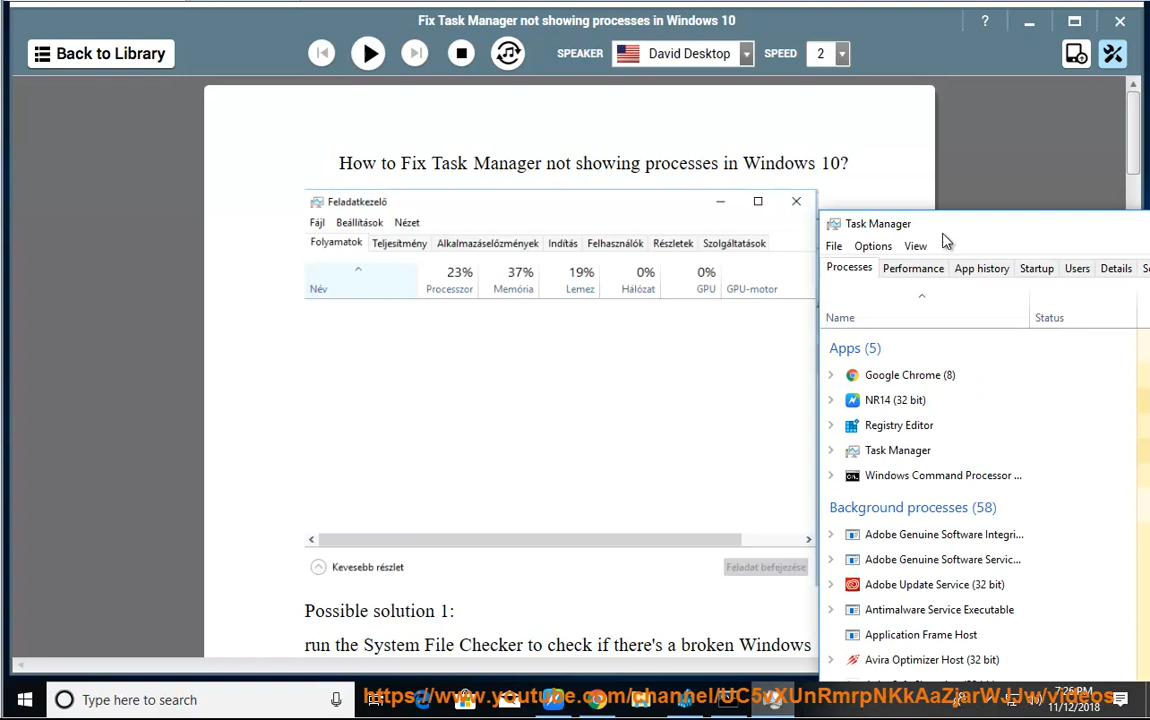 Fix Task Manager not showing processes in Windows 10
?
Back to Library
SPEAKER
David Desktop
SPEED
2
How to Fix Task Manager not showing processes in Windows 10?
Feladatkezelő
Fájl Beállítások Nézet
Folyamatok Teljesítmény Alkalmazáselőzmények Indítás Felhasználók Részletek Szolgáltatások
23% 37% 19% 0% 0%
Név Processzor Memória Lemez Hálózat GPU GPU-motor
Kevesebb részlet
Feladat befejezése
Possible solution 1:
run the System File Checker to check if there's a broken Windows
Task Manager
File Options View
Processes Performance App history Startup Users Details
Name Status
Apps (5)
Google Chrome (8)
NR14 (32 bit)
Registry Editor
Task Manager
Windows Command Processor ...
Background processes (58)
Adobe Genuine Software Integri...
Adobe Genuine Software Servic...
Adobe Update Service (32 bit)
Antimalware Service Executable
Application Frame Host
Avira Optimizer Host (32 bit)
Type here to search
7:26 PM
11/12/2018